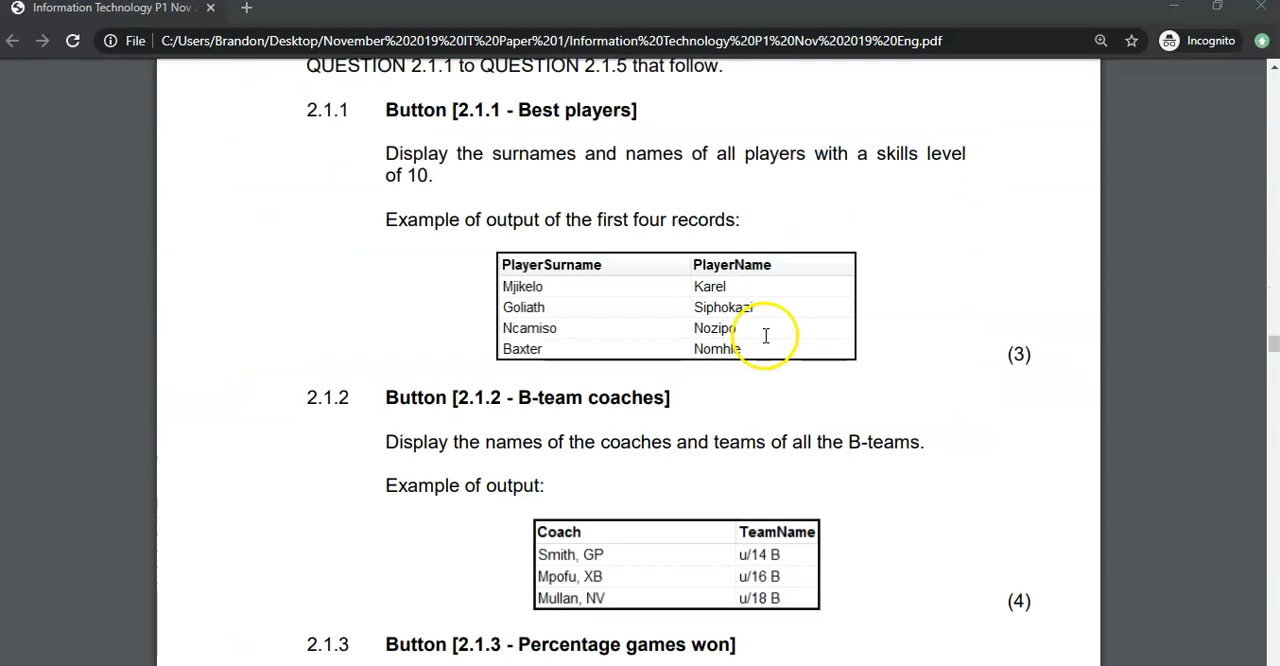 Information Technology P1 Nov
File C:/Users/Brandon/Desktop/November%202019%20IT%20Paper%201/Information%20Technology%20P1%20Nov%202019%20Eng.pdf Incognito
QUESTION 2.1.1 to QUESTION 2.1.5 that follow.
2.1.1 Button [2.1.1 - Best players]
Display the surnames and names of all players with a skills level
of 10.
Example of output of the first four records:
PlayerSurname PlayerName
Mjikelo Karel
Goliath Siphokazi
Ncamiso Nozipo
Baxter Nomhle
(3)
2.1.2 Button [2.1.2 - B-team coaches]
Display the names of the coaches and teams of all the B-teams.
Example of output:
Coach TeamName
Smith, GP u/14 B
Mpofu, XB u/16 B
Mullan, NV u/18 B
(4)
2.1.3 Button [2.1.3 - Percentage games won]